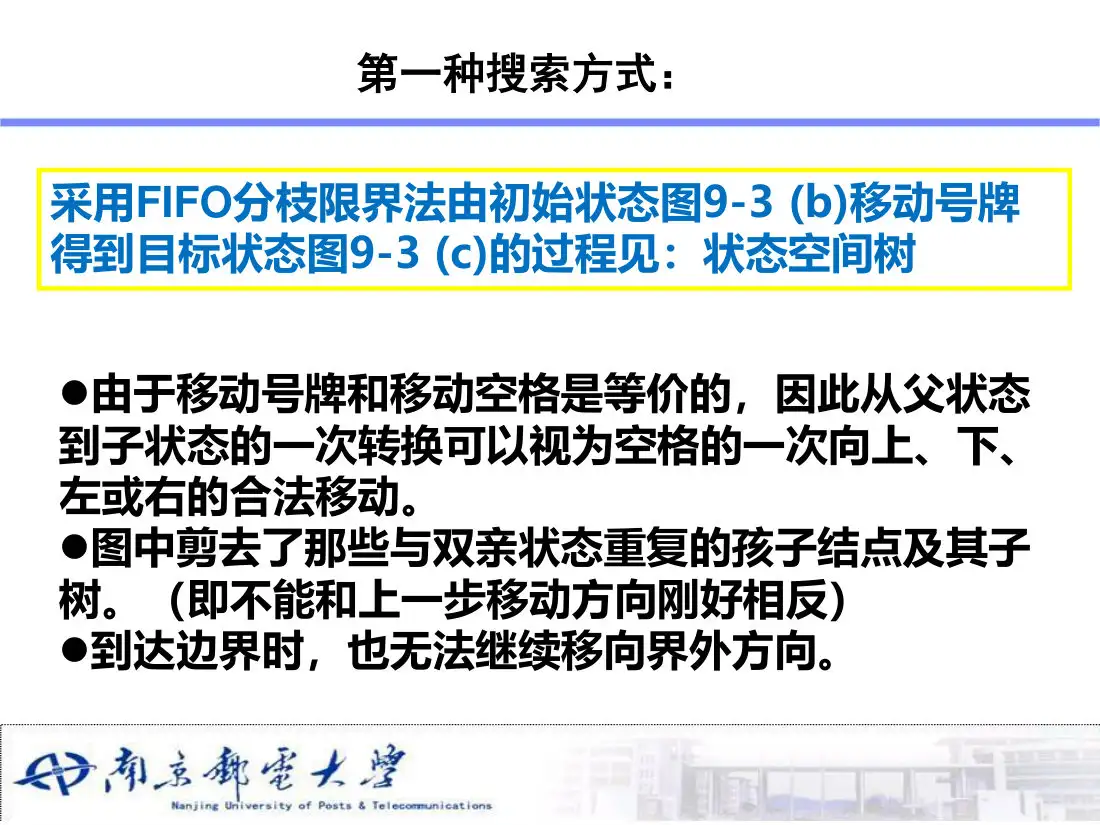 第一种搜索方式：
采用FIFO分枝限界法由初始状态图9-3 (b)移动号牌
得到目标状态图9-3 (c)的过程见：状态空间树
●由于移动号牌和移动空格是等价的，因此从父状态
到子状态的一次转换可以视为空格的一次向上、下、
左或右的合法移动。
●图中剪去了那些与双亲状态重复的孩子结点及其子
树。（即不能和上一步移动方向刚好相反）
●到达边界时，也无法继续移向界外方向。
南京郵電大學
Nanjing University of Posts & Telecommunications